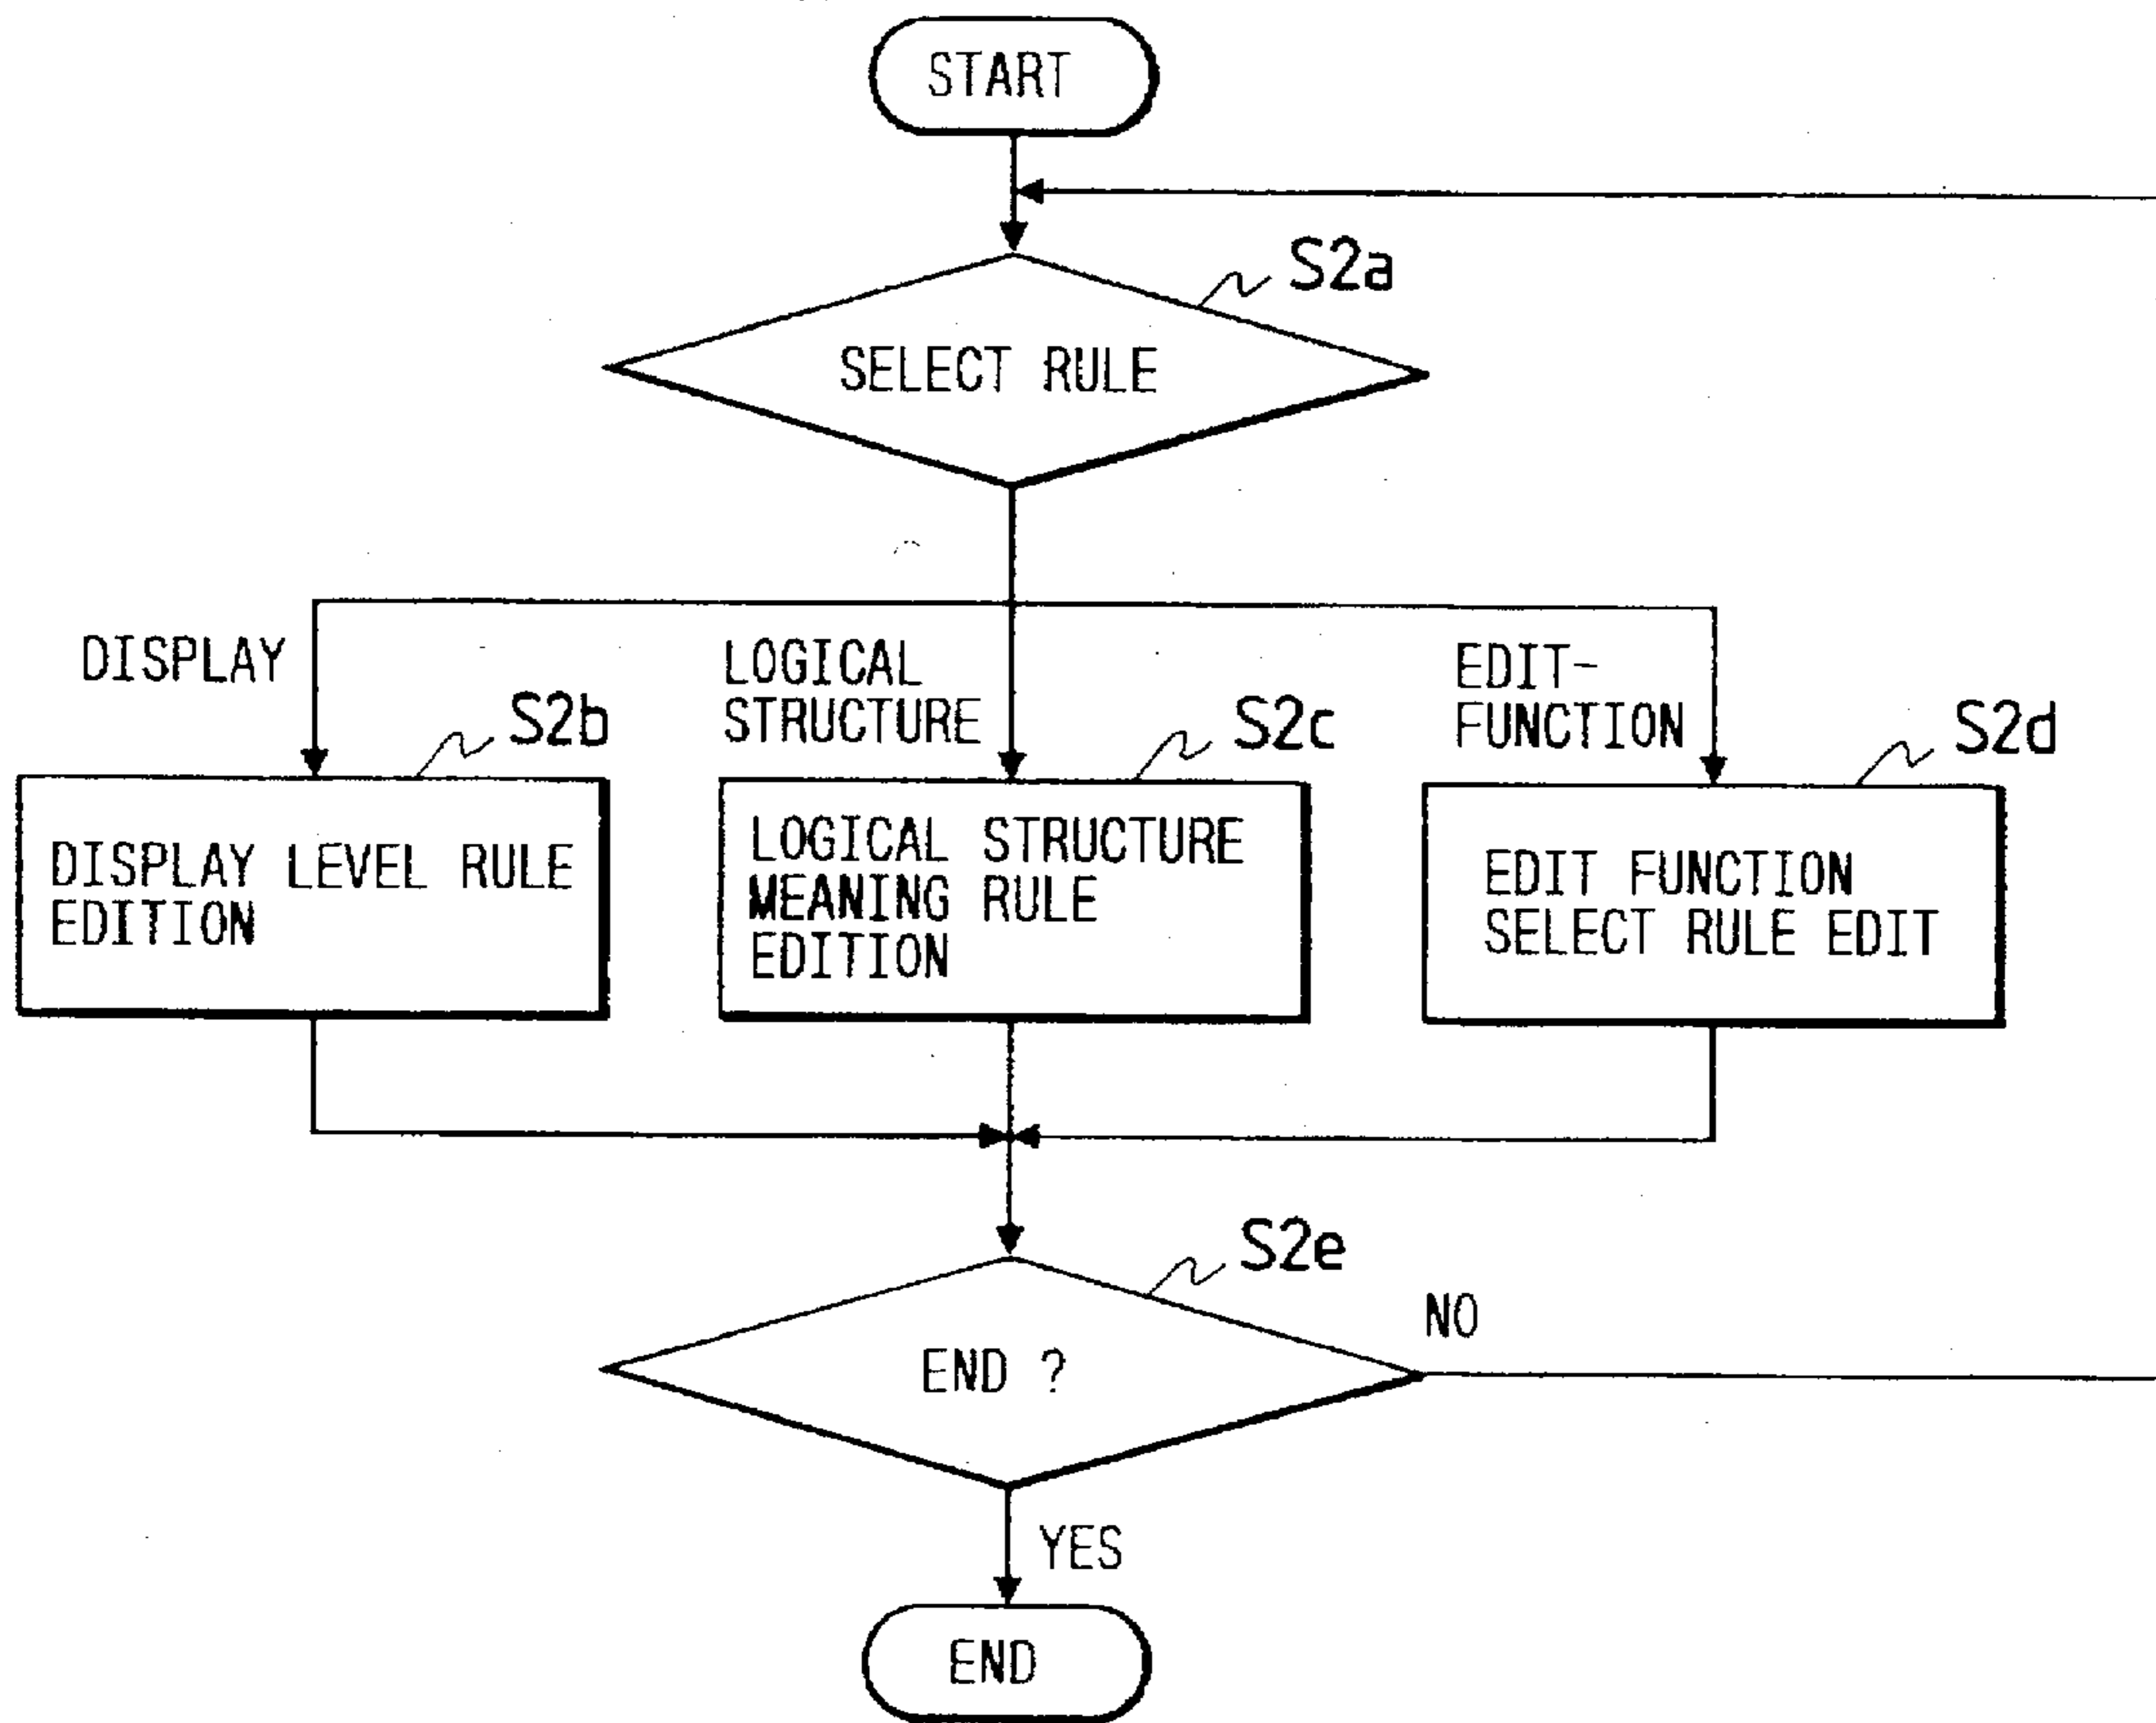 START
S2a
SELECT RULE
DISPLAY
LOGICAL
STRUCTURE
EDIT-
FUNCTION
S2b
S2c
S2d
DISPLAY LEVEL RULE
EDITION
LOGICAL STRUCTURE
MEANING RULE
EDITION
EDIT FUNCTION
SELECT RULE EDIT
S2e
END ?
NO
YES
END